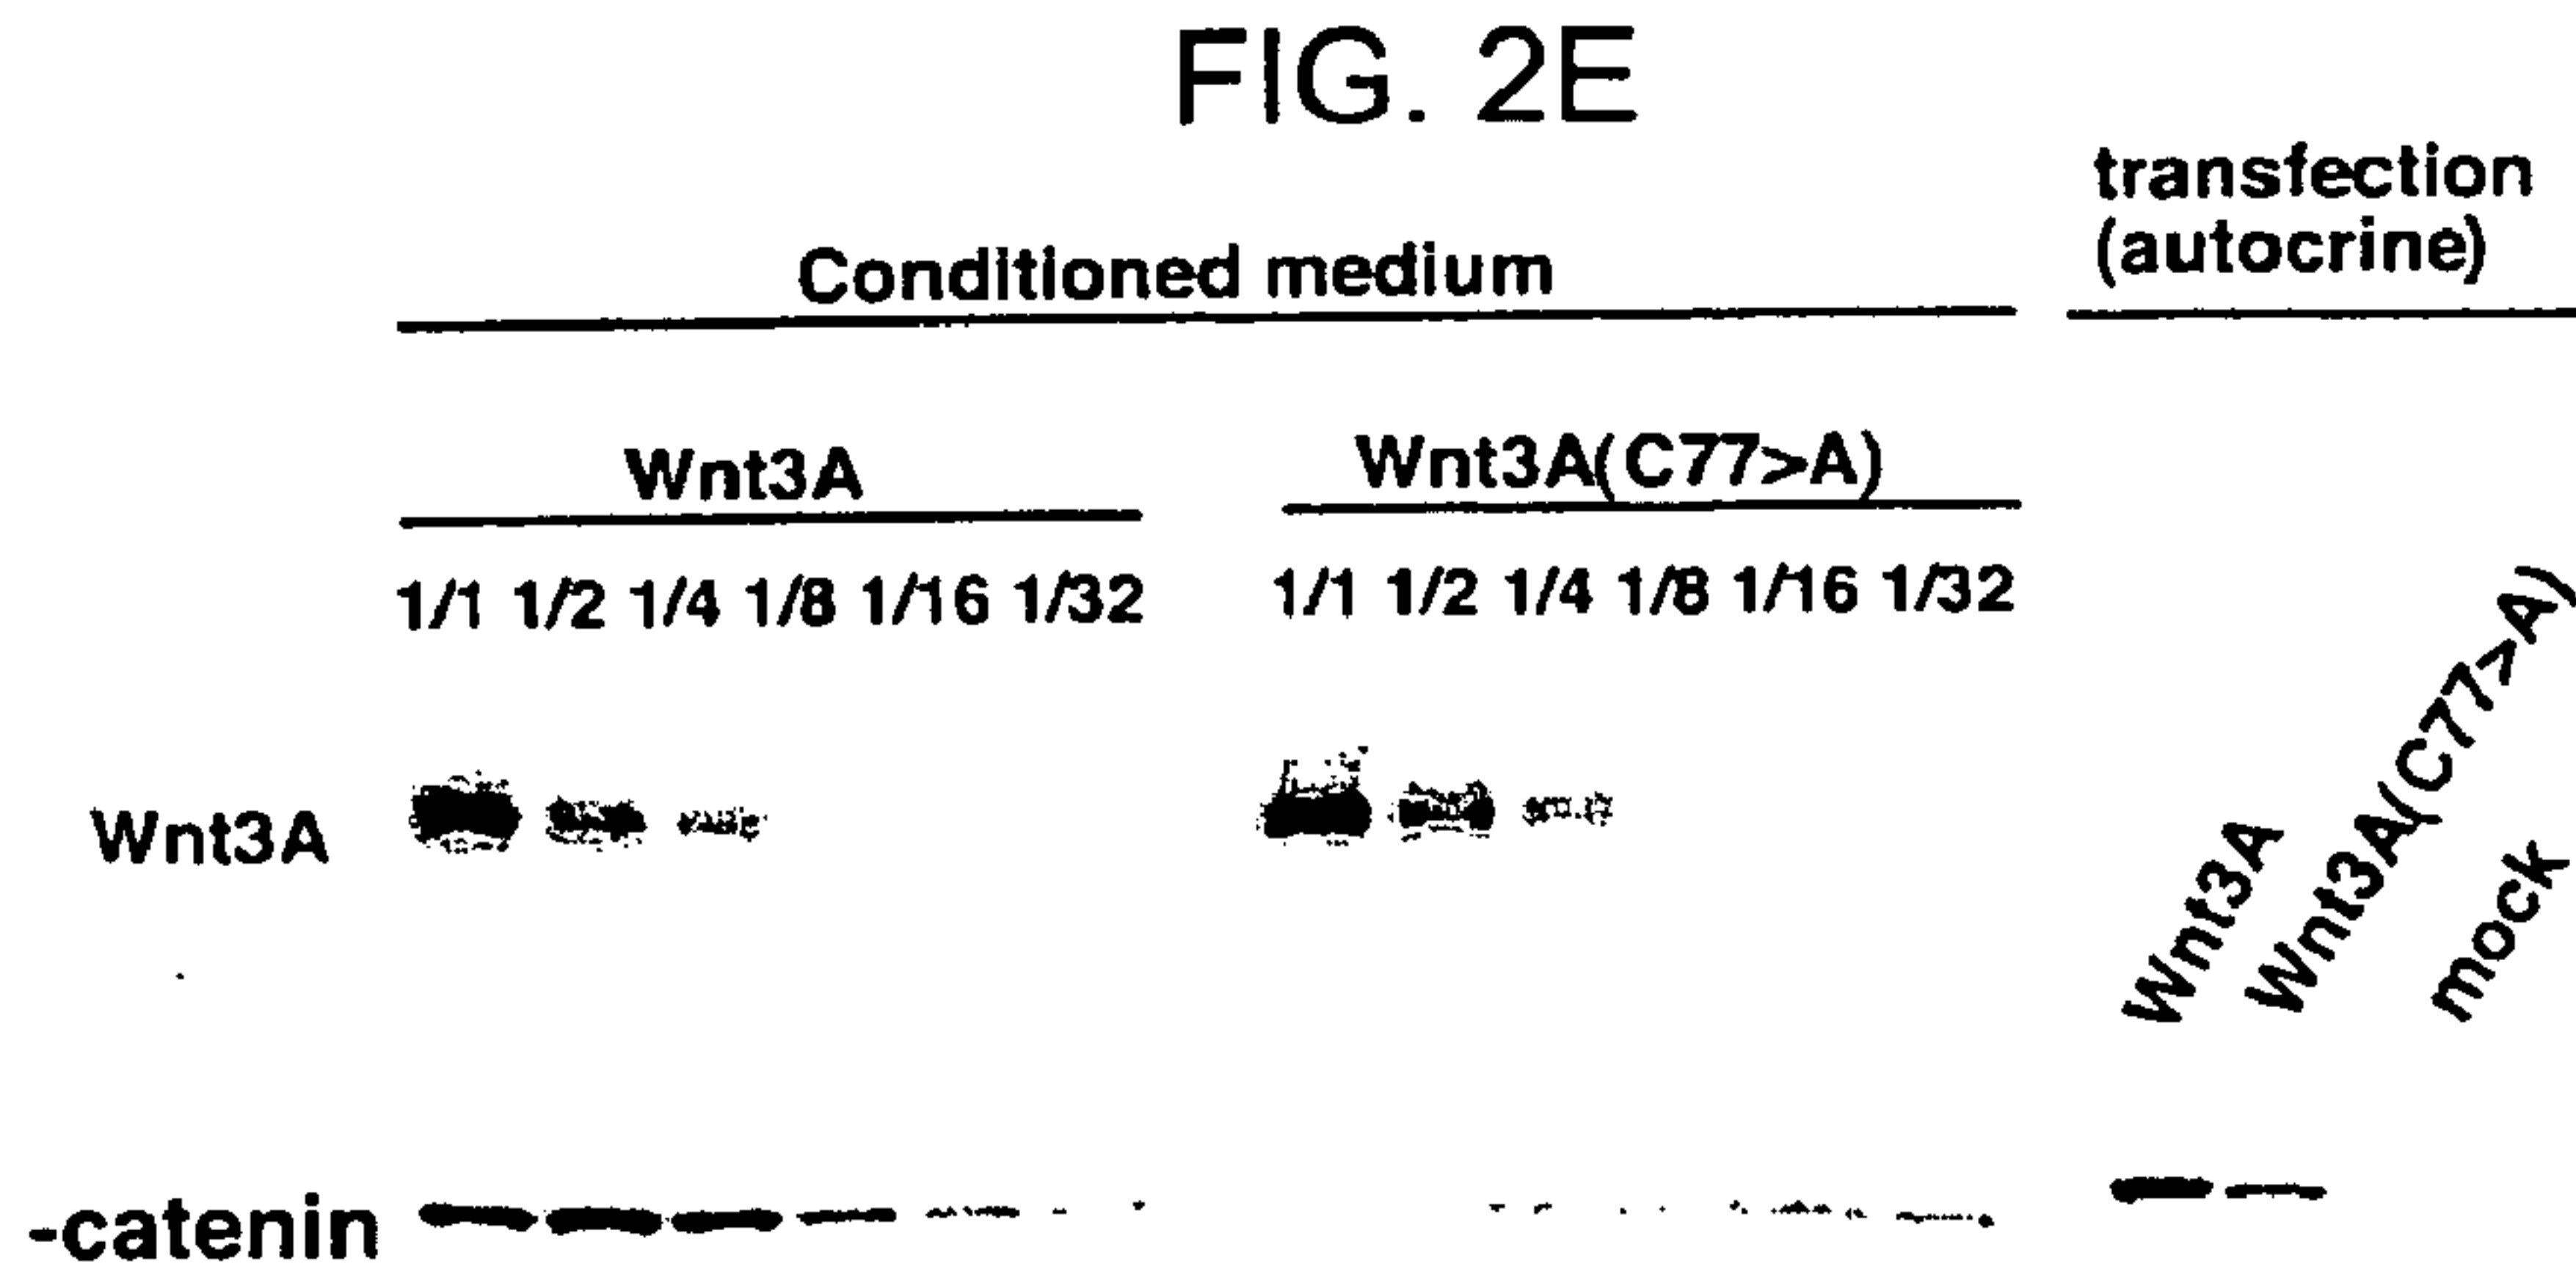 FIG. 2E
transfection
(autocrine)
Conditioned medium
Wnt3A
Wnt3A(C77>A)
1/1 1/2 1/4 1/8 1/16 1/32
1/1 1/2 1/4 1/8 1/16 1/32
Wnt3A
Wnt3A
Wnt3A(C77>A)
mock
-catenin